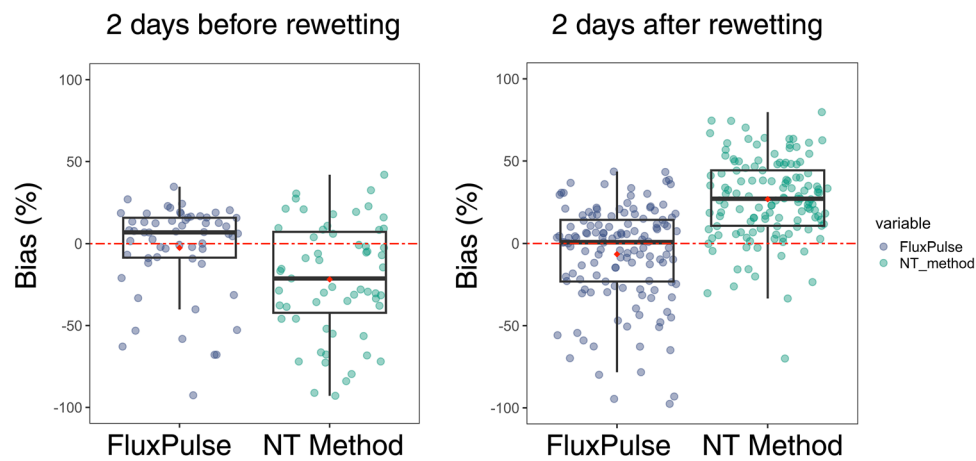 2 days before rewetting
2 days after rewetting
Bias (%)
100
50
0
-50
-100
FluxPulse
NT Method
Bias (%)
100
50
0
-50
-100
FluxPulse
NT Method
variable
FluxPulse
NT_method